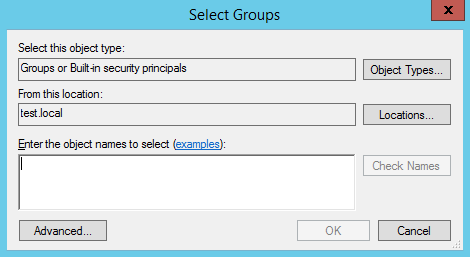 Select Groups
x
Select this object type:
Groups or Built-in security principals
Object Types...
From this location:
test.local
Locations...
Enter the object names to select (examples):
Check Names
Advanced...
OK
Cancel